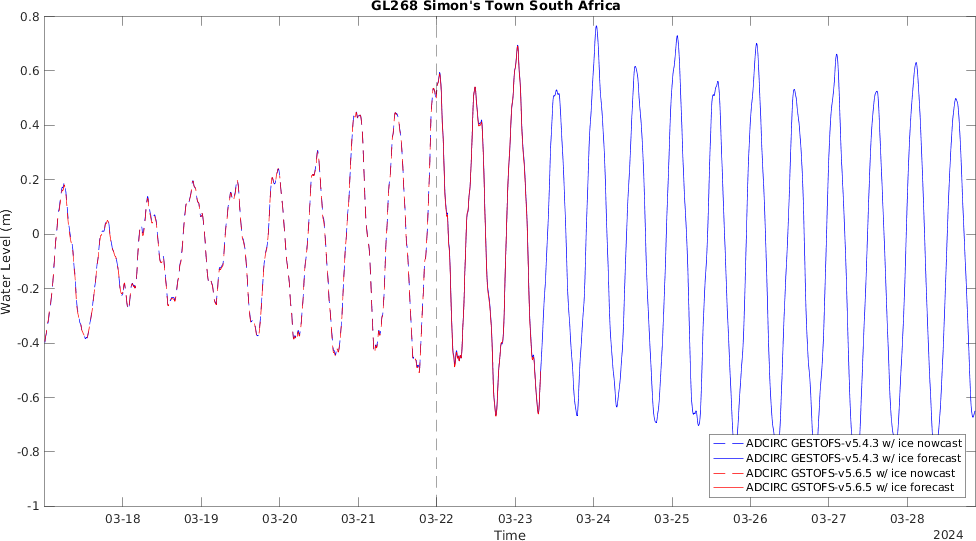 GL268 Simon's Town South Africa
0.8
0.6
0.4
0.2
0
-0.2
-0.4
-0.6
-0.8
-1
Water Level (m)
ADCIRC GESTOFS-v5.4.3 w/ ice nowcast
ADCIRC GESTOFS-v5.4.3 w/ ice forecast
ADCIRC GSTOFS-v5.6.5 w/ ice nowcast
ADCIRC GSTOFS-v5.6.5 w/ ice forecast
03-18 03-19 03-20 03-21 03-22 03-23 03-24 03-25 03-26 03-27 03-28
Time 2024